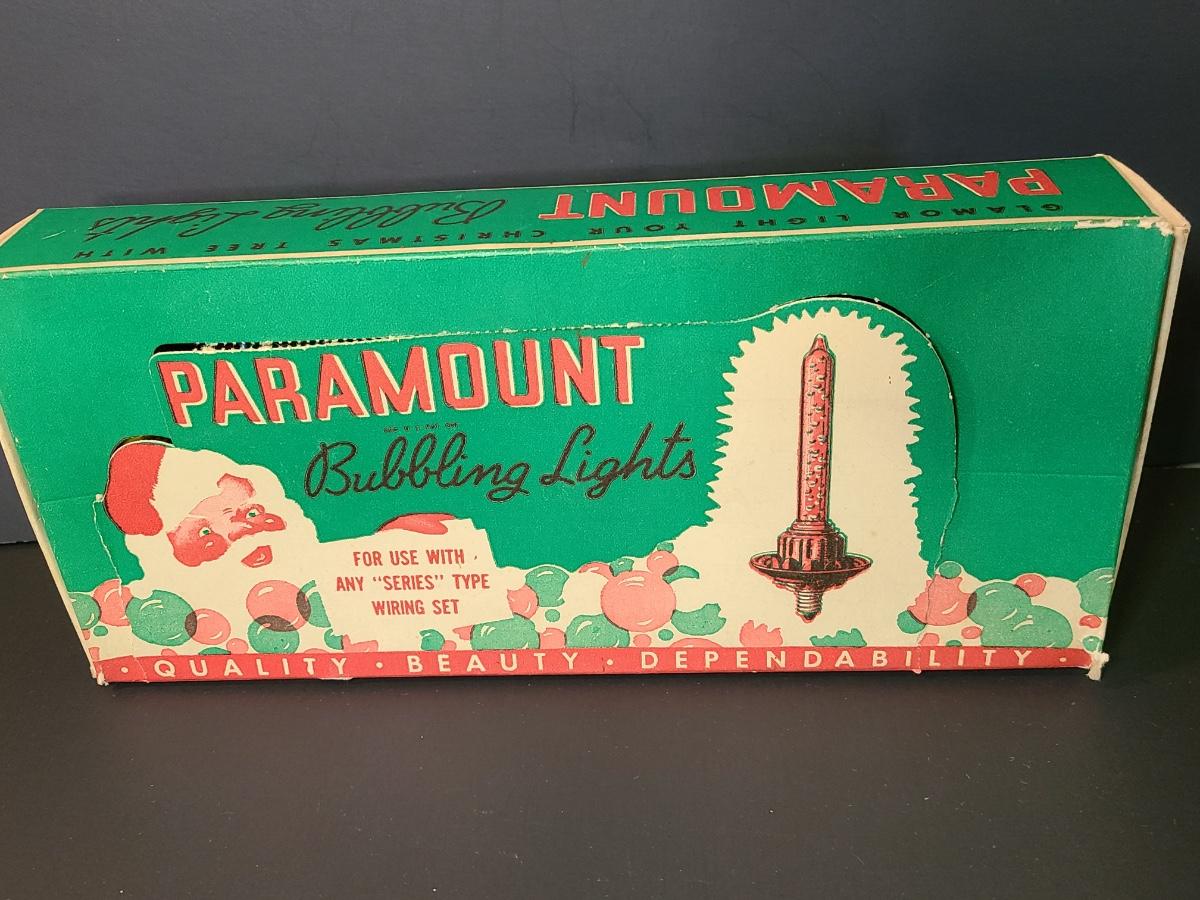 GLAMOR LIGHT YOUR CHRISTMAS TREE WITH
PARAMOUNT Bubbling Lights
PARAMOUNT
Bubbling Lights
FOR USE WITH
ANY "SERIES" TYPE
WIRING SET
· QUALITY · BEAUTY · DEPENDABILITY ·